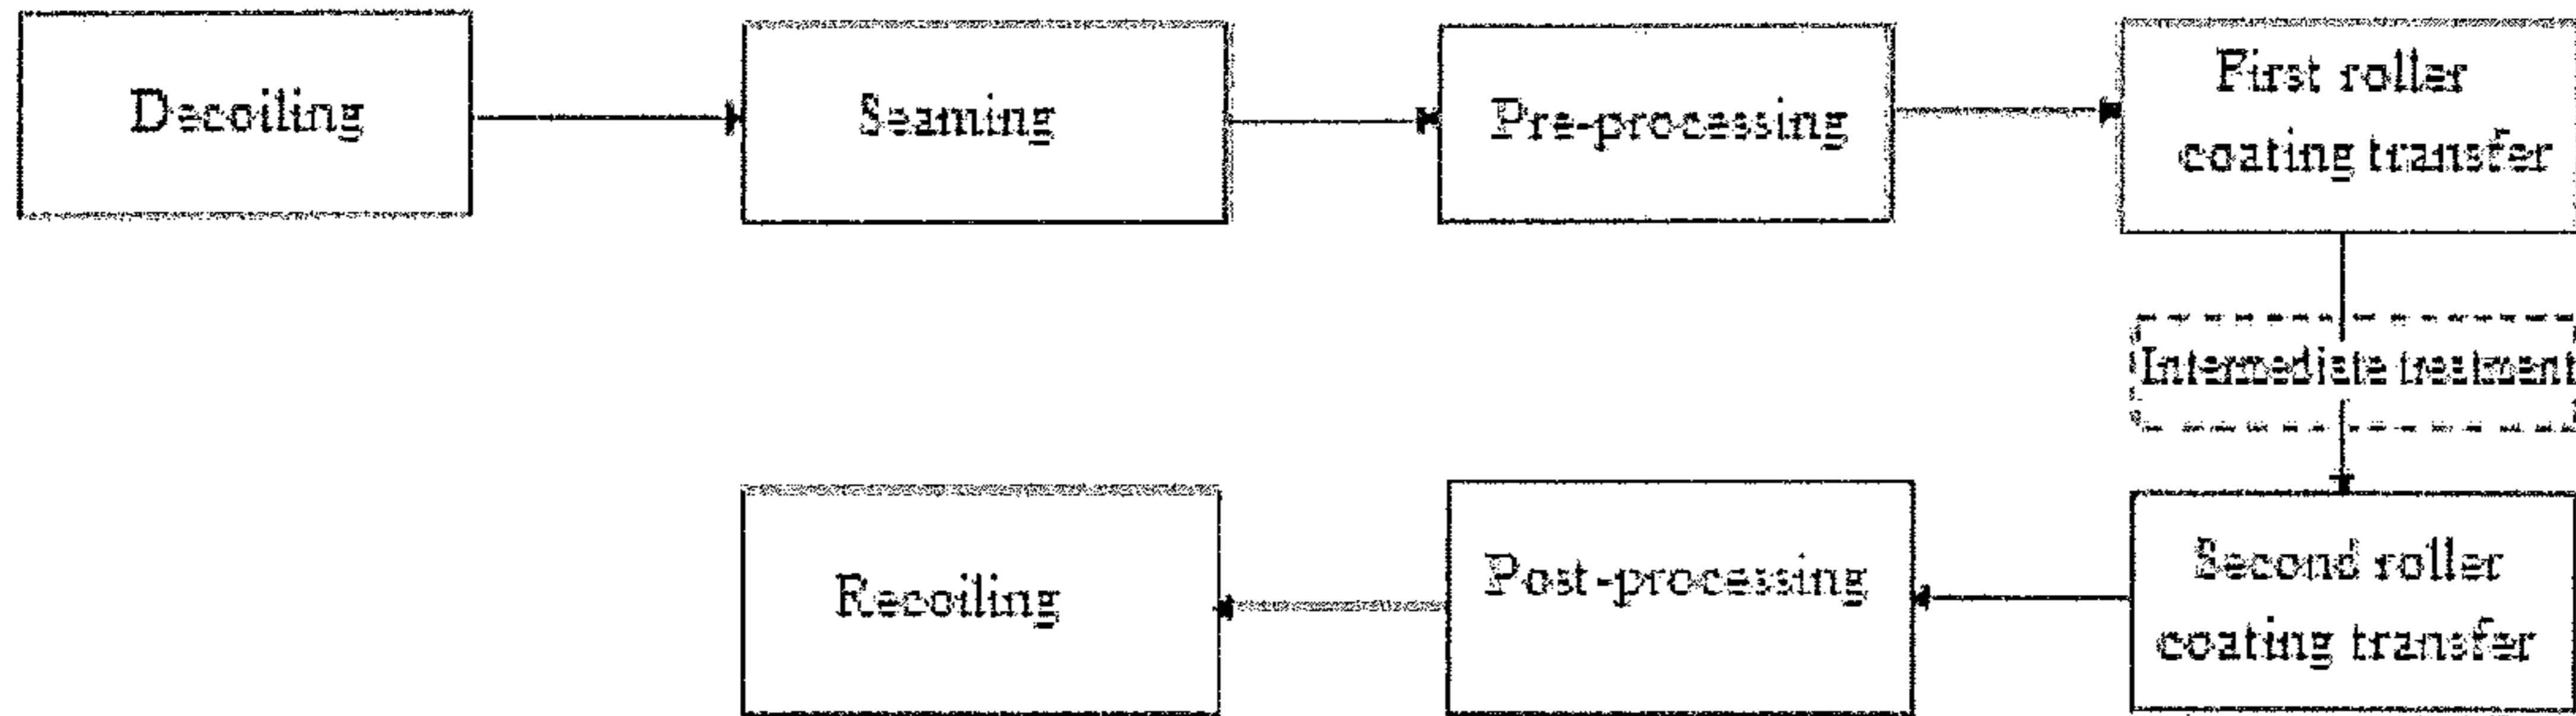 Decoiling
Seaming
Pre-processing
First roller
coating transfer
Intermediate treatment
Second roller
coating transfer
Post-processing
Recoiling